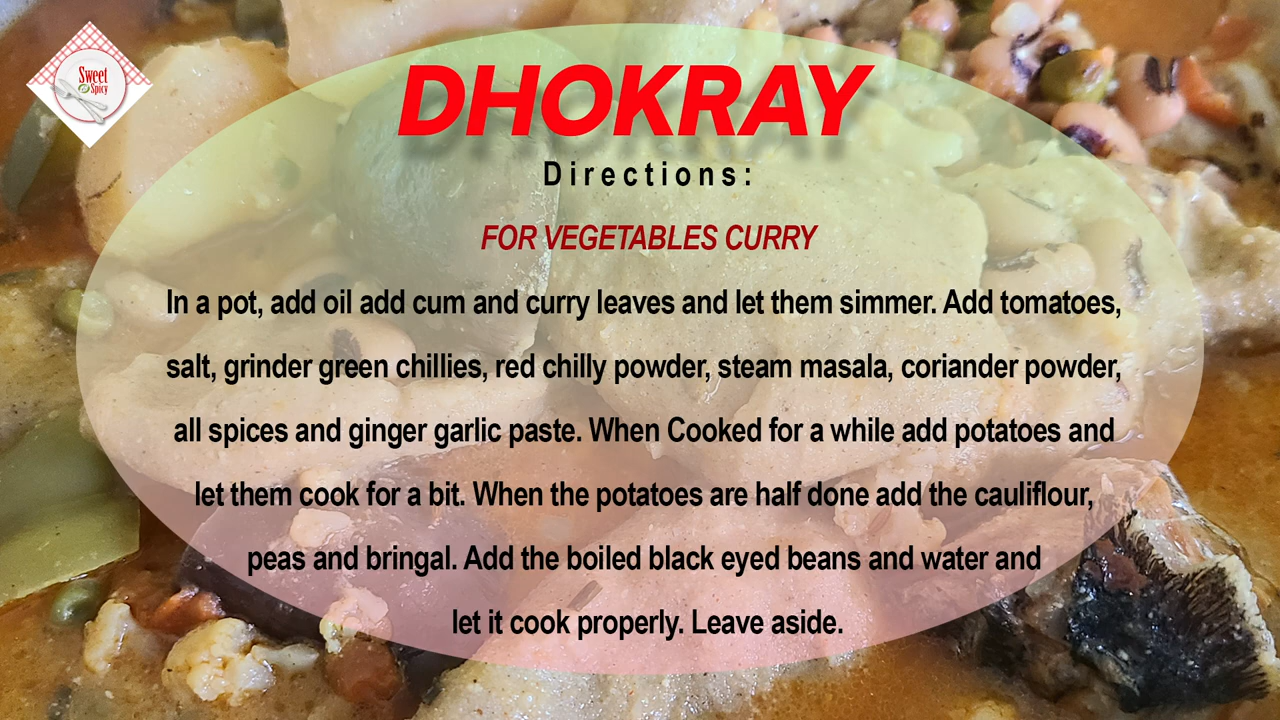 Sweet
Spicy
DHOKRAY
Directions:
FOR VEGETABLES CURRY
In a pot, add oil add cum and curry leaves and let them simmer. Add tomatoes,
salt, grinder green chillies, red chilly powder, steam masala, coriander powder,
all spices and ginger garlic paste. When Cooked for a while add potatoes and
let them cook for a bit. When the potatoes are half done add the cauliflour,
peas and bringal. Add the boiled black eyed beans and water and
let it cook properly. Leave aside.